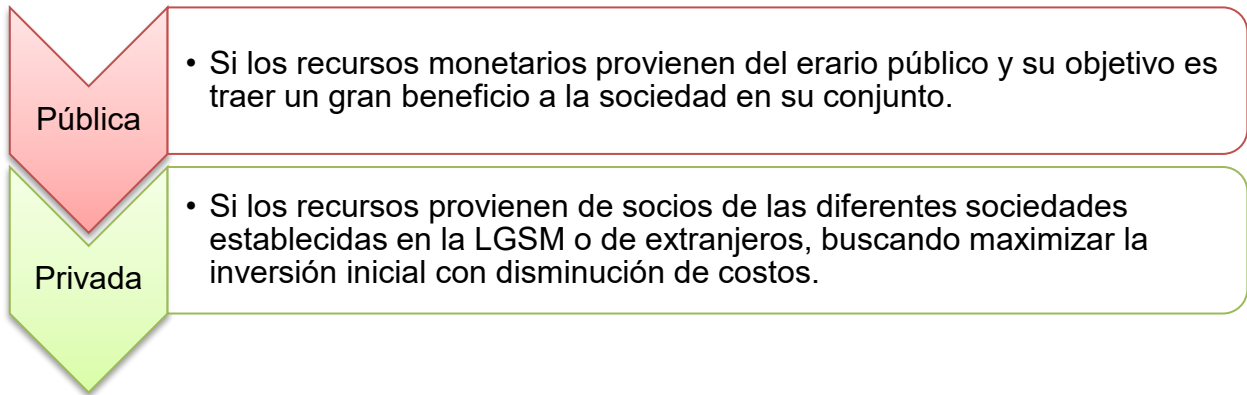 Pública
• Si los recursos monetarios provienen del erario público y su objetivo es
traer un gran beneficio a la sociedad en su conjunto.
Privada
• Si los recursos provienen de socios de las diferentes sociedades
establecidas en la LGSM o de extranjeros, buscando maximizar la
inversión inicial con disminución de costos.